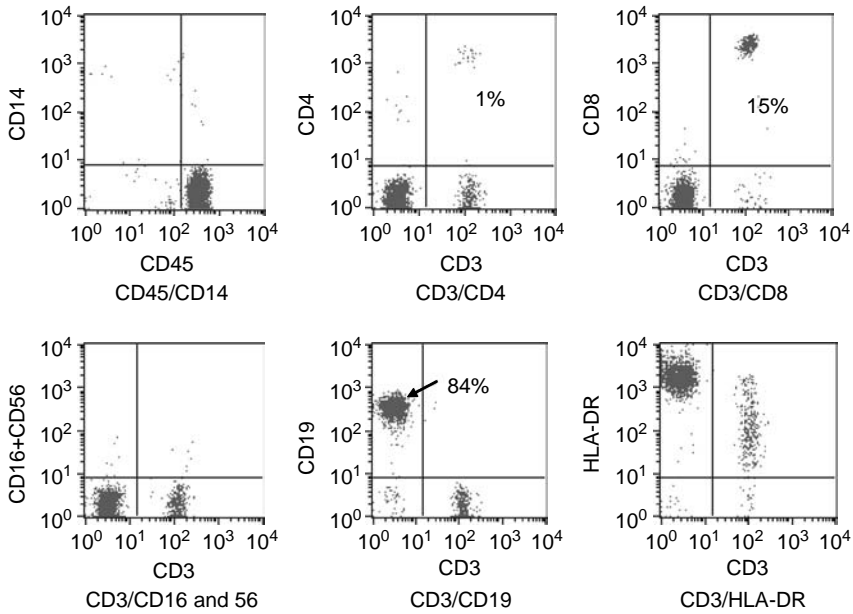 CD14
10⁴
10³
10²
10¹
10⁰
10⁰ 10¹ 10² 10³ 10⁴
CD45
CD45/CD14
CD4
10⁴
10³
10²
10¹
10⁰
1%
10⁰ 10¹ 10² 10³ 10⁴
CD3
CD3/CD4
CD8
10⁴
10³
10²
10¹
10⁰
15%
10⁰ 10¹ 10² 10³ 10⁴
CD3
CD3/CD8
CD16+CD56
10⁴
10³
10²
10¹
10⁰
10⁰ 10¹ 10² 10³ 10⁴
CD3
CD3/CD16 and 56
CD19
10⁴
10³
10²
10¹
10⁰
84%
10⁰ 10¹ 10² 10³ 10⁴
CD3
CD3/CD19
HLA-DR
10⁴
10³
10²
10¹
10⁰
10⁰ 10¹ 10² 10³ 10⁴
CD3
CD3/HLA-DR